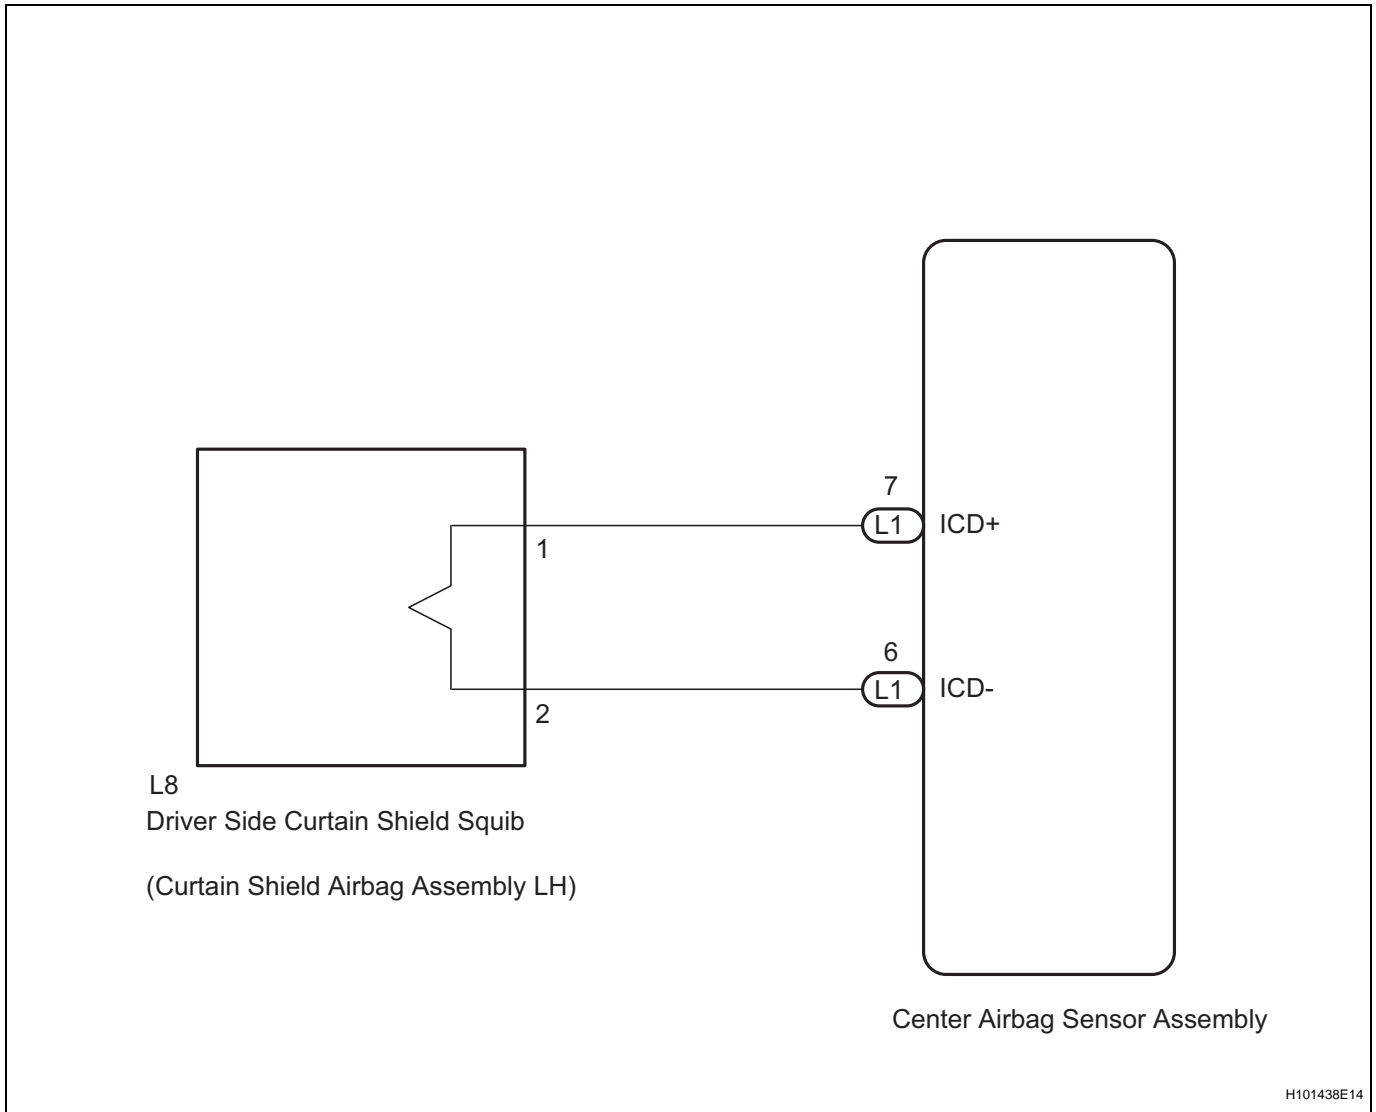 7
L1 ICD+
1
6
L1 ICD-
2
L8
Driver Side Curtain Shield Squib
(Curtain Shield Airbag Assembly LH)
Center Airbag Sensor Assembly
H101438E14